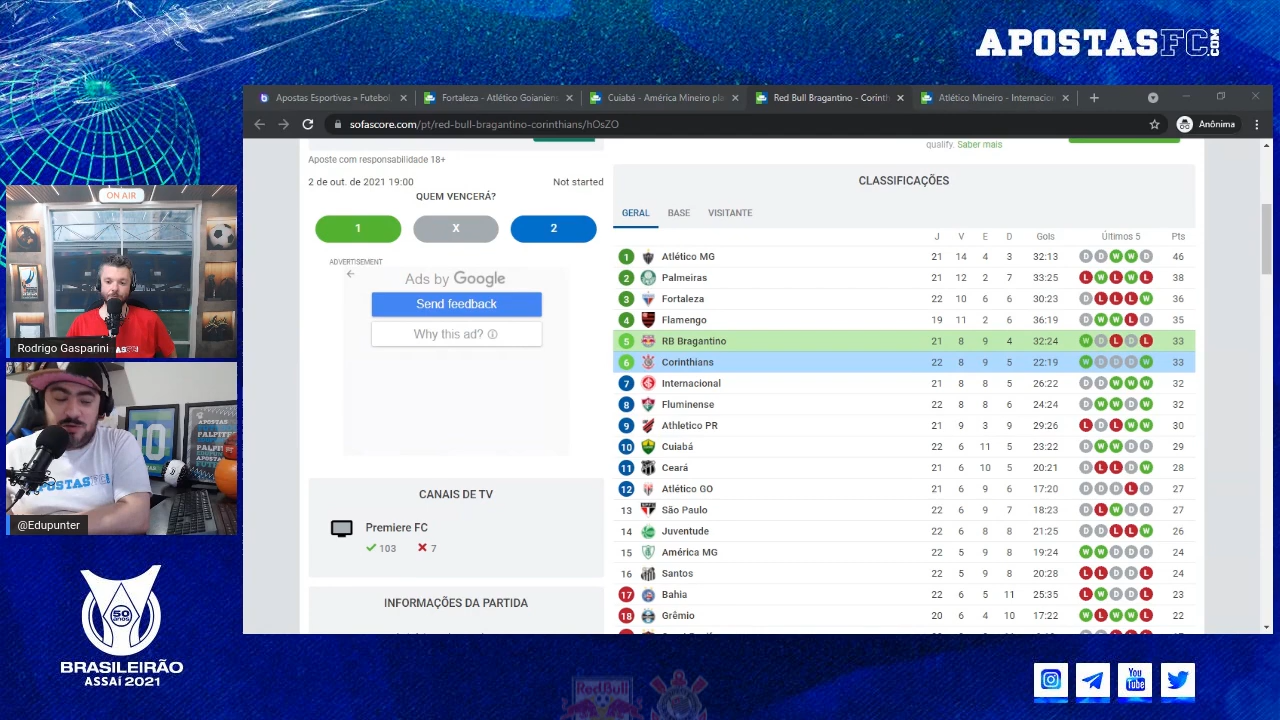 APOSTASFC.COM
Apostas Esportivas » Futebol
Fortaleza - Atlético Goianiens
Cuiabá - América Mineiro pla
Red Bull Bragantino - Corinth
Atlético Mineiro - Internacion
sofascore.com/pt/red-bull-bragantino-corinthians/hOsZO
Anônima
Aposte com responsabilidade 18+
qualify. Saber mais
2 de out. de 2021 19:00
Not started
QUEM VENCERÁ?
1 X 2
ADVERTISEMENT
Ads by Google
Send feedback
Why this ad?
CANAIS DE TV
Premiere FC
103 7
INFORMAÇÕES DA PARTIDA
CLASSIFICAÇÕES
GERAL BASE VISITANTE
J V E D Gols Últimos 5 Pts
1 Atlético MG 21 14 4 3 32:13 D D W W D 46
2 Palmeiras 21 12 2 7 33:25 L W L W L 38
3 Fortaleza 22 10 6 6 30:23 D L L L W 36
4 Flamengo 19 11 2 6 36:19 D W W L D 35
5 RB Bragantino 21 8 9 4 32:24 W D L D L 33
6 Corinthians 22 8 9 5 22:19 W D D D W 33
7 Internacional 21 8 8 5 26:22 D D W W W 32
8 Fluminense 22 8 8 6 24:24 D W W D W 32
9 Athletico PR 21 9 3 9 29:26 L D L W W 30
10 Cuiabá 22 6 11 5 23:22 D W W D D 29
11 Ceará 21 6 10 5 20:21 D L L D W 28
12 Atlético GO 21 6 9 6 17:20 D D D L D 27
13 São Paulo 22 6 9 7 18:23 D L W D D 27
14 Juventude 22 6 8 8 21:25 D D L L W 26
15 América MG 22 5 9 8 19:24 W W D D D 24
16 Santos 22 5 9 8 20:28 L L D D L 24
17 Bahia 22 6 5 11 25:35 L W D D L 23
18 Grêmio 20 6 4 10 17:22 W L W W L 22
ON AIR
Rodrigo Gasparini
10
APOSTAS
PALPITE
APOSTASFC
@Edupunter
50
anos
BRASILEIRÃO
ASSAÍ 2021
RedBull
You
Tube